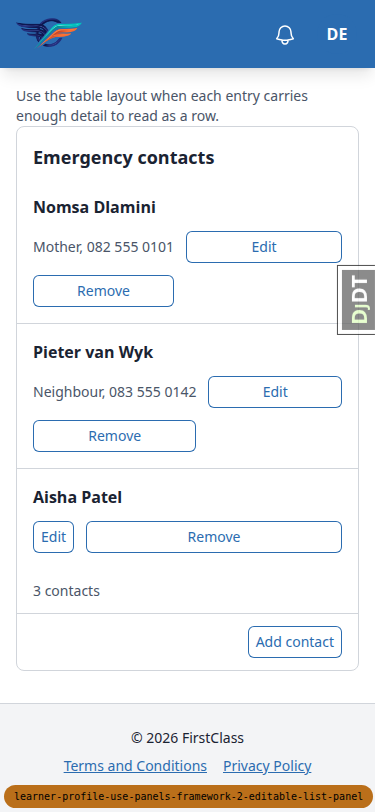 DE
Use the table layout when each entry carries
enough detail to read as a row.
Emergency contacts
Nomsa Dlamini
Mother, 082 555 0101 Edit
Remove
DjDT
Pieter van Wyk
Neighbour, 083 555 0142 Edit
Remove
Aisha Patel
Edit Remove
3 contacts
Add contact
© 2026 FirstClass
Terms and Conditions Privacy Policy
learner-profile-use-panels-framework-2-editable-list-panel